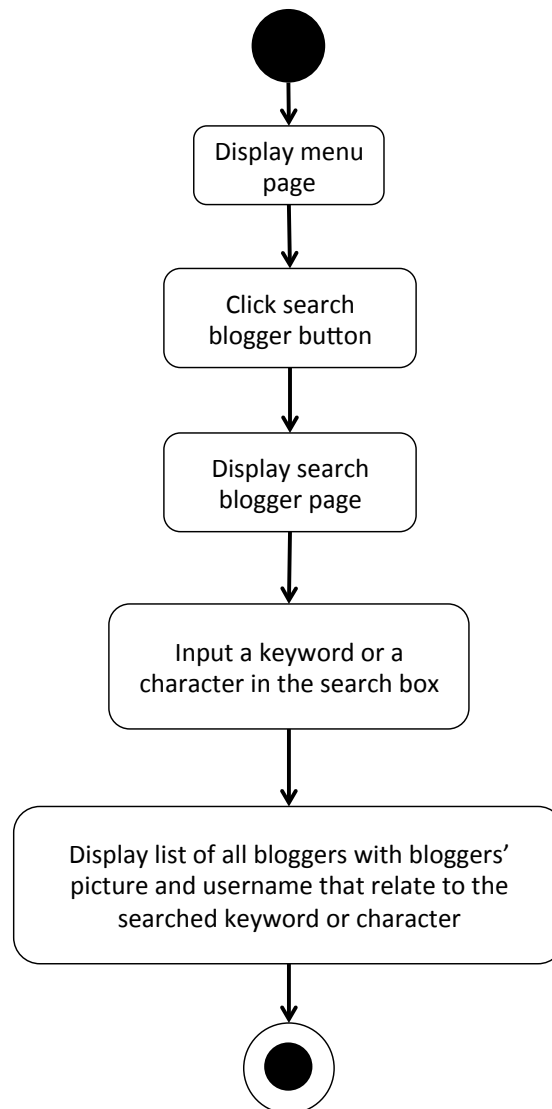 Display menu
page
Click search
blogger button
Display search
blogger page
Input a keyword or a
character in the search box
Display list of all bloggers with bloggers’
picture and username that relate to the
searched keyword or character